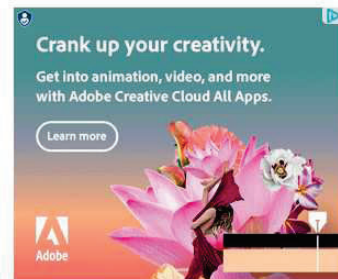 Crank up your creativity.
Get into animation, video, and more
with Adobe Creative Cloud All Apps.
Learn more
Adobe